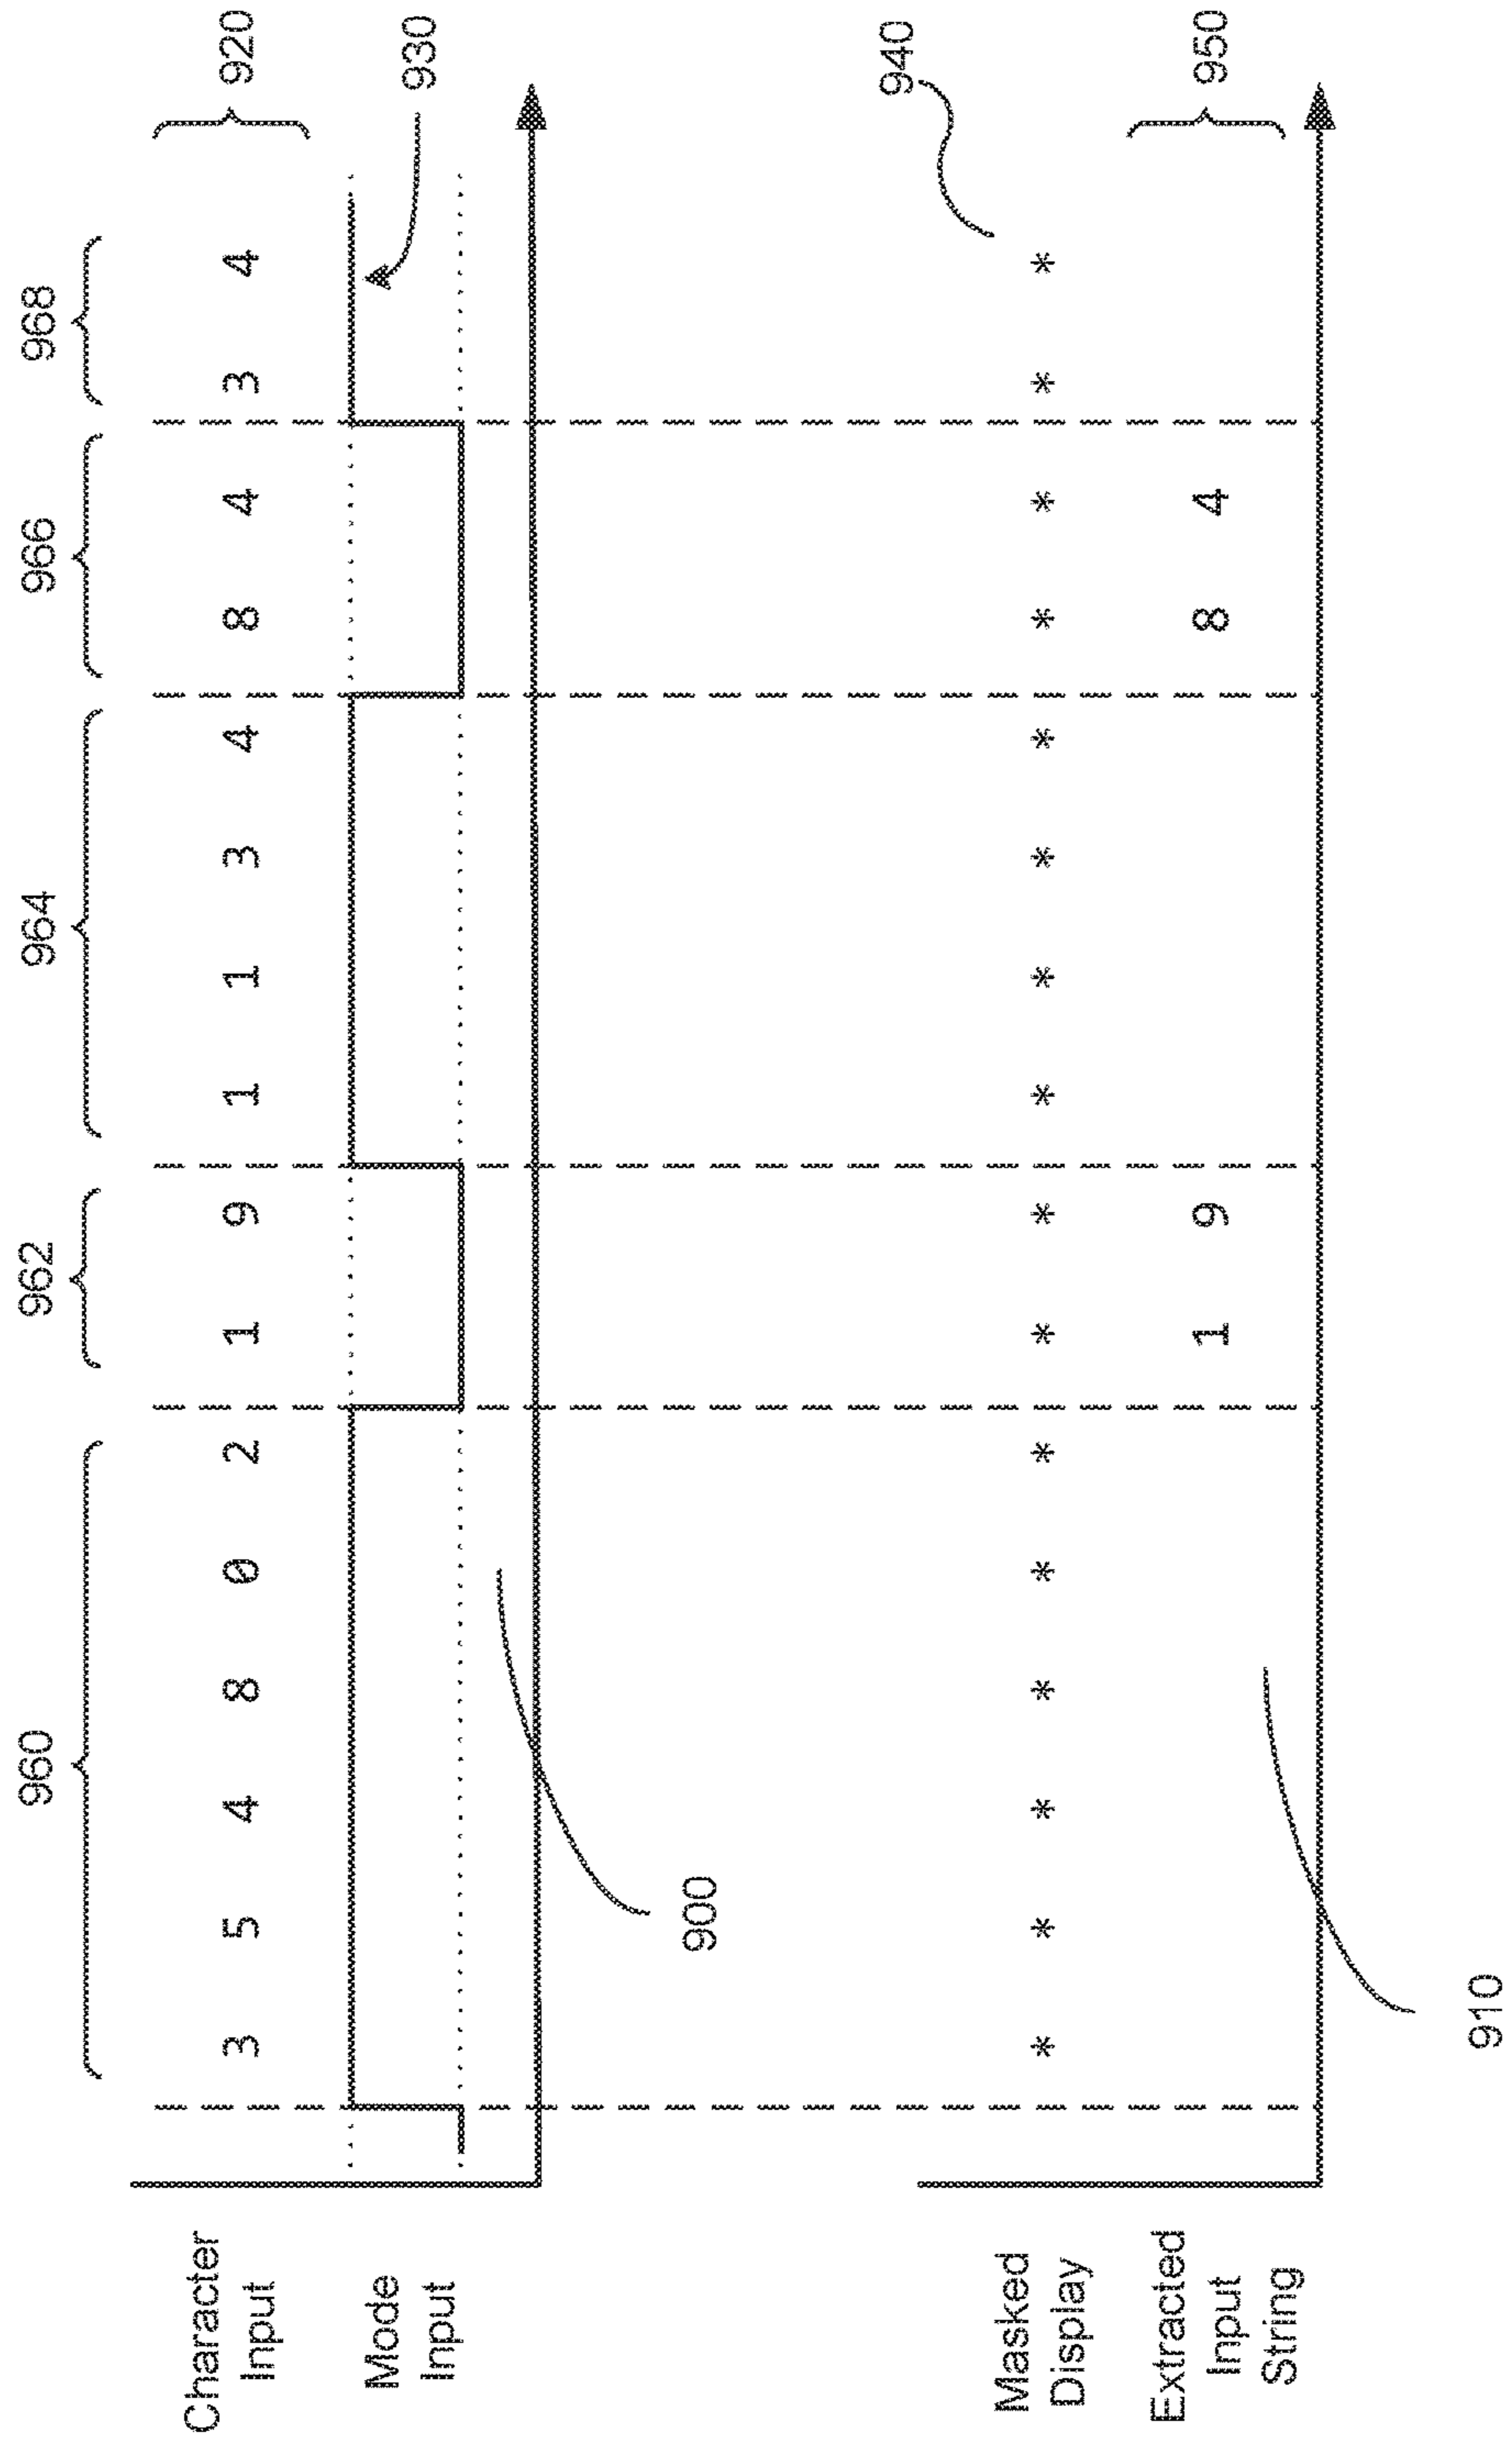 960 962 964 966 968
Character
Input
3 5 4 8 0 2 1 9 1 1 3 4 8 4 3 4
920
Mode
Input
930
900
940
Masked
Display
* * * * * * * * * * * * * * * *
Extracted
Input
String
1 9 8 4
950
910